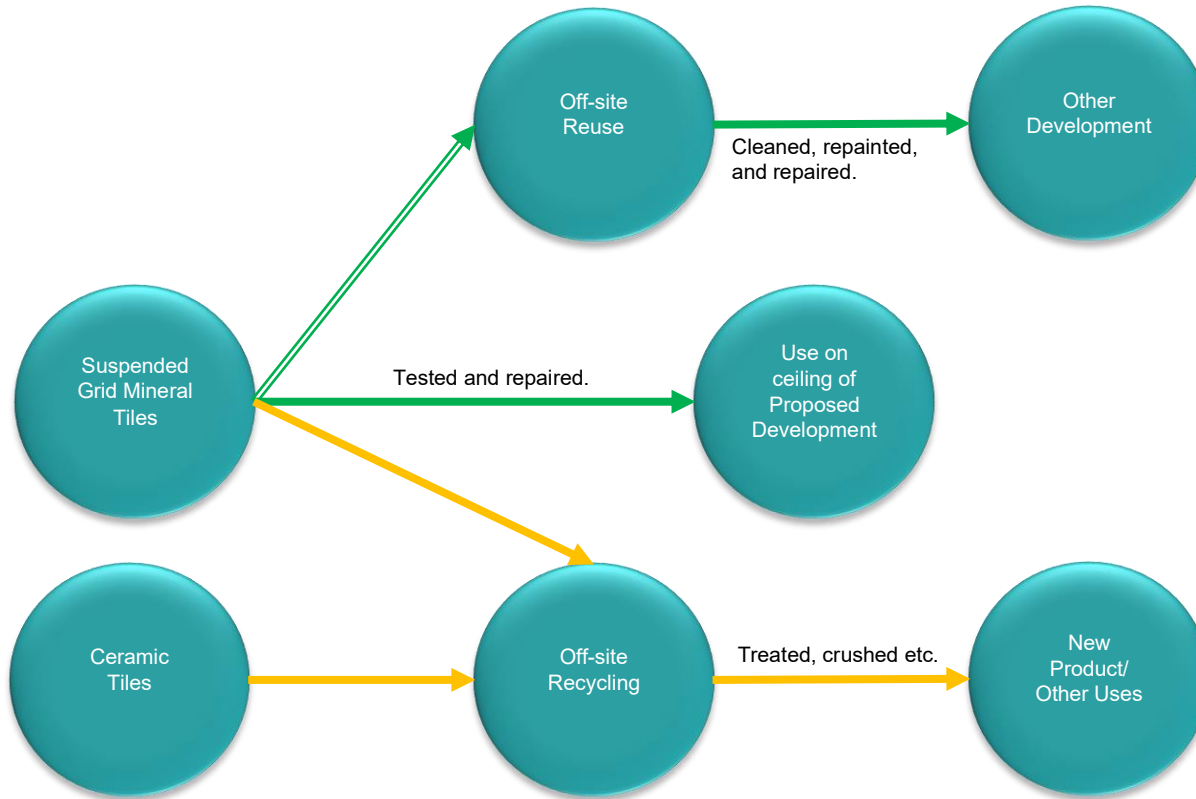 Off-site
Reuse
Cleaned, repainted,
and repaired.
Other
Development
Suspended
Grid Mineral
Tiles
Tested and repaired.
Use on
ceiling of
Proposed
Development
Ceramic
Tiles
Off-site
Recycling
Treated, crushed etc.
New
Product/
Other Uses